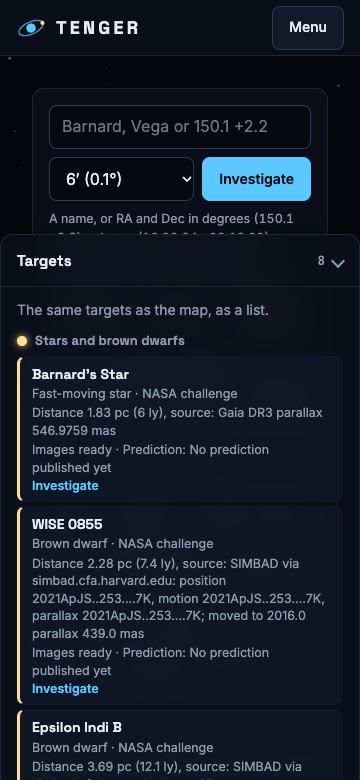 TENGER
Menu
Barnard, Vega or 150.1 +2.2
6′ (0.1°)
Investigate
A name, or RA and Dec in degrees (150.1
Targets
8
The same targets as the map, as a list.
Stars and brown dwarfs
Barnard's Star
Fast-moving star · NASA challenge
Distance 1.83 pc (6 ly), source: Gaia DR3 parallax
546.9759 mas
Images ready · Prediction: No prediction
published yet
Investigate
WISE 0855
Brown dwarf · NASA challenge
Distance 2.28 pc (7.4 ly), source: SIMBAD via
simbad.cfa.harvard.edu: position
2021ApJS..253....7K, motion 2021ApJS..253....7K,
parallax 2021ApJS..253....7K; moved to 2016.0
parallax 439.0 mas
Images ready · Prediction: No prediction
published yet
Investigate
Epsilon Indi B
Brown dwarf · NASA challenge
Distance 3.69 pc (12.1 ly), source: SIMBAD via